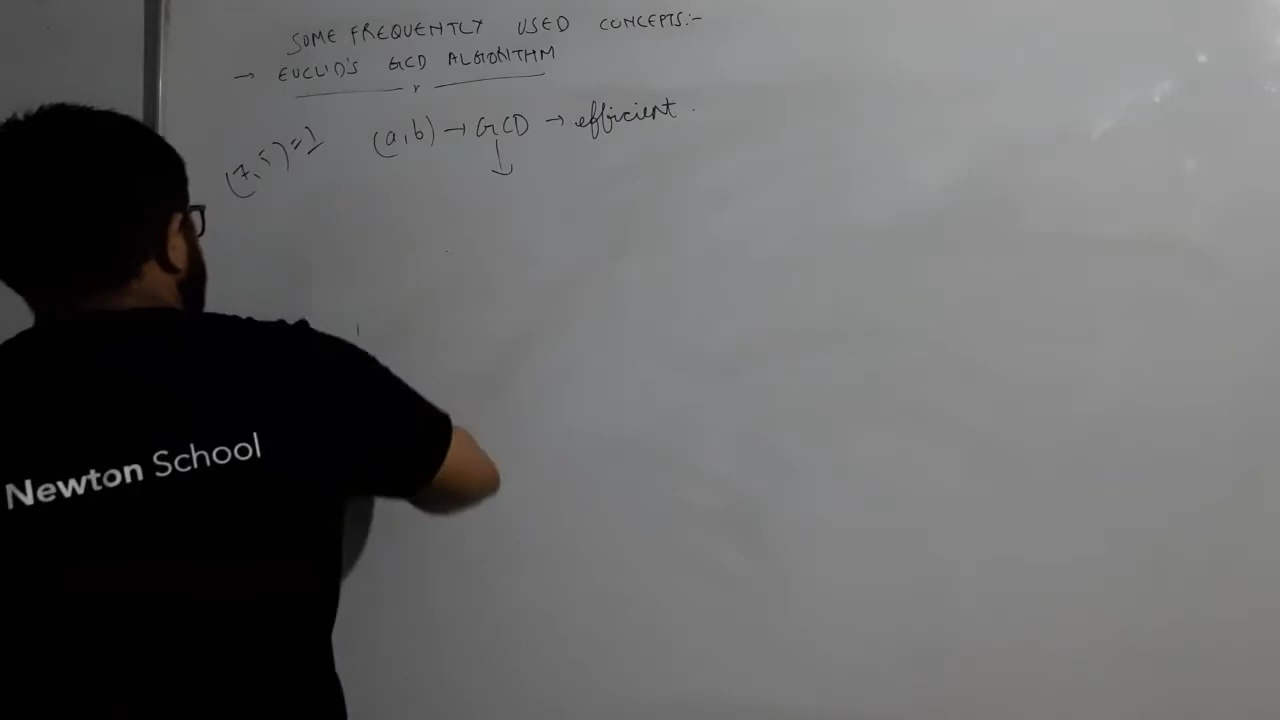 SOME FREQUENTLY USED CONCEPTS:-
→ EUCLID'S GCD ALGORITHM
(7,5)=1
(a,b) → GCD → efficient.
Newton School